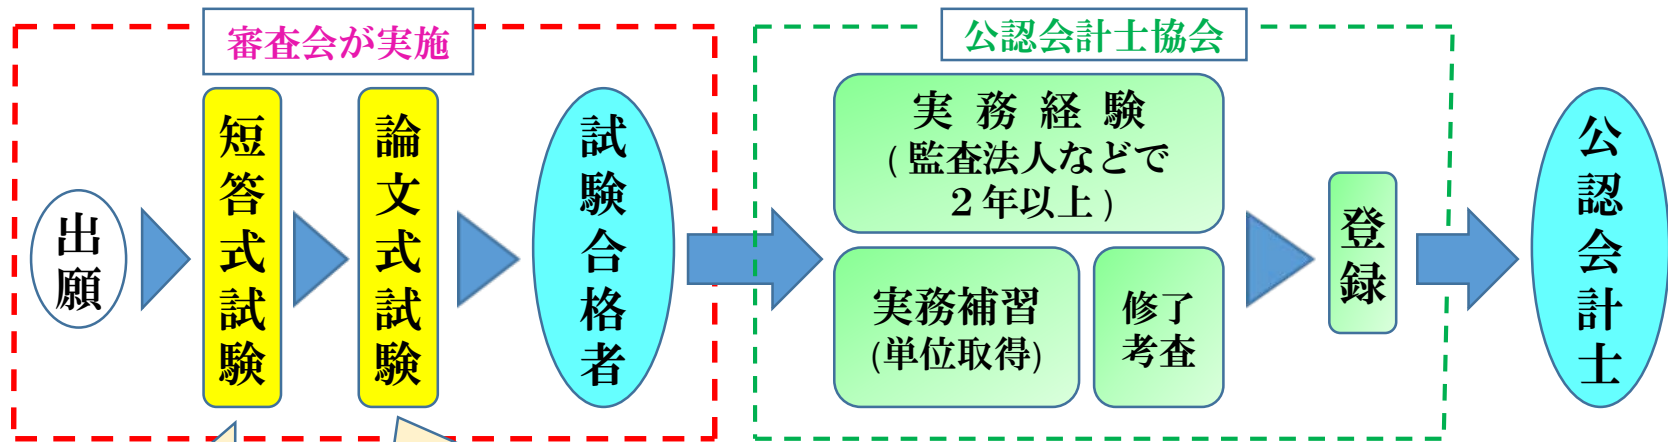 審査会が実施
公認会計士協会
出願
短答式試験
論文式試験
試験合格者
実務経験
(監査法人などで
２年以上)
実務補習
(単位取得)
修了
考査
登録
公認会計士